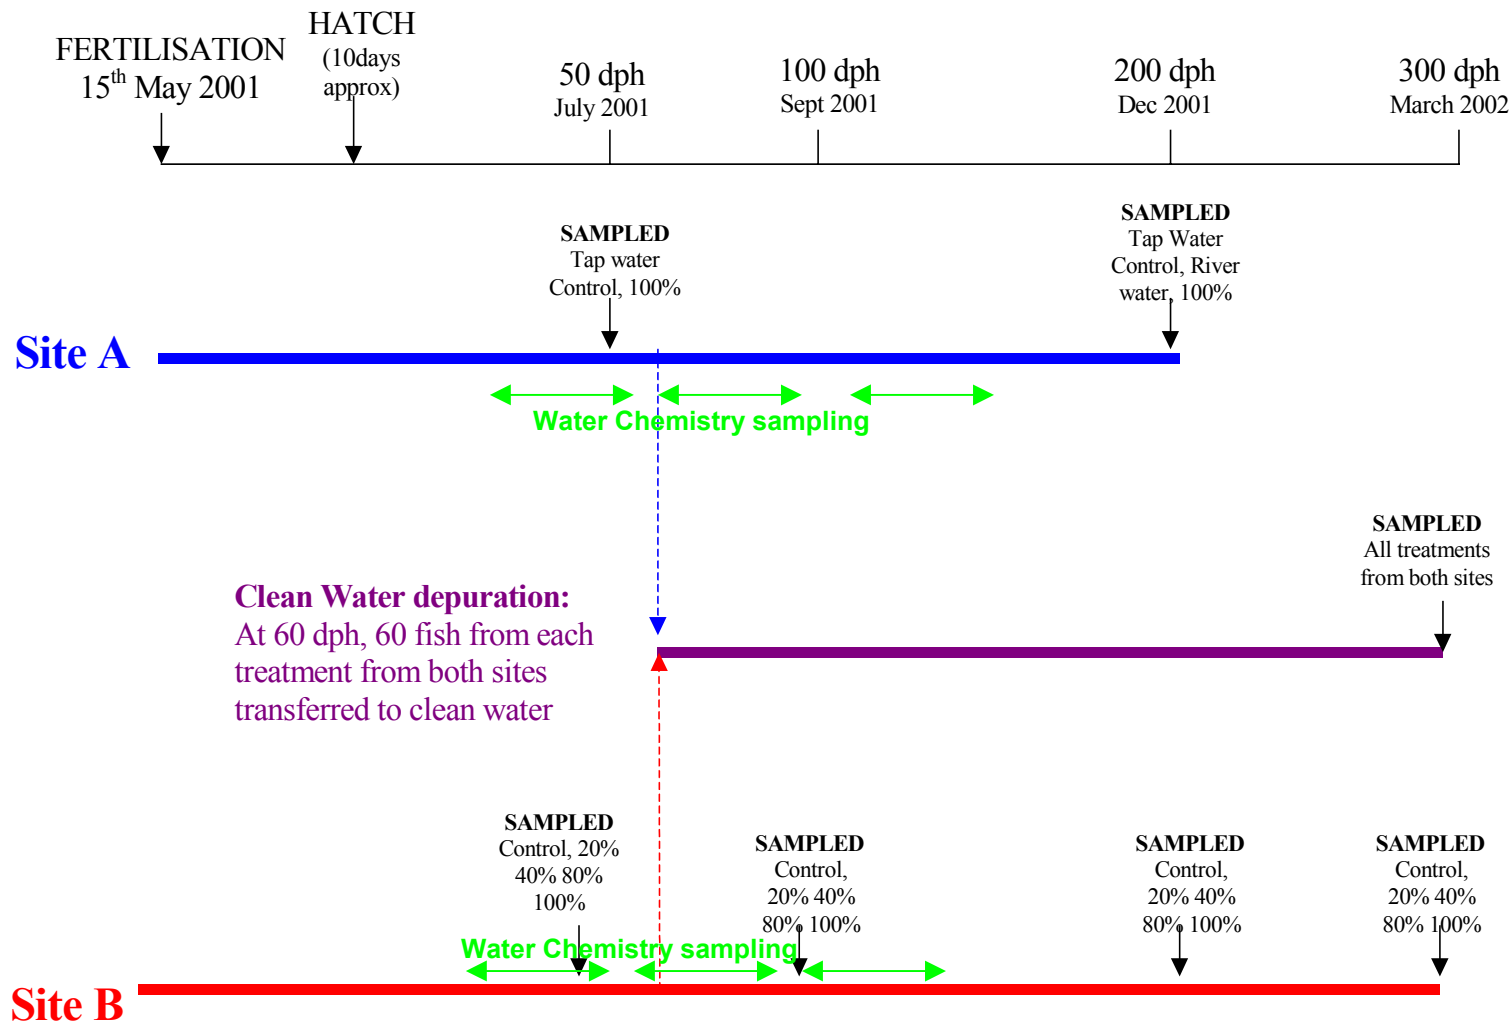 FERTILISATION
15th May 2001
HATCH
(10days
approx)
50 dph
July 2001
100 dph
Sept 2001
200 dph
Dec 2001
300 dph
March 2002
SAMPLED
Tap water
Control, 100%
SAMPLED
Tap Water
Control, River
water, 100%
Site A
Water Chemistry sampling
SAMPLED
All treatments
from both sites
Clean Water depuration:
At 60 dph, 60 fish from each
treatment from both sites
transferred to clean water
SAMPLED
Control, 20%
40% 80%
100%
SAMPLED
Control,
20% 40%
80% 100%
SAMPLED
Control,
20% 40%
80% 100%
SAMPLED
Control,
20% 40%
80% 100%
Water Chemistry sampling
Site B